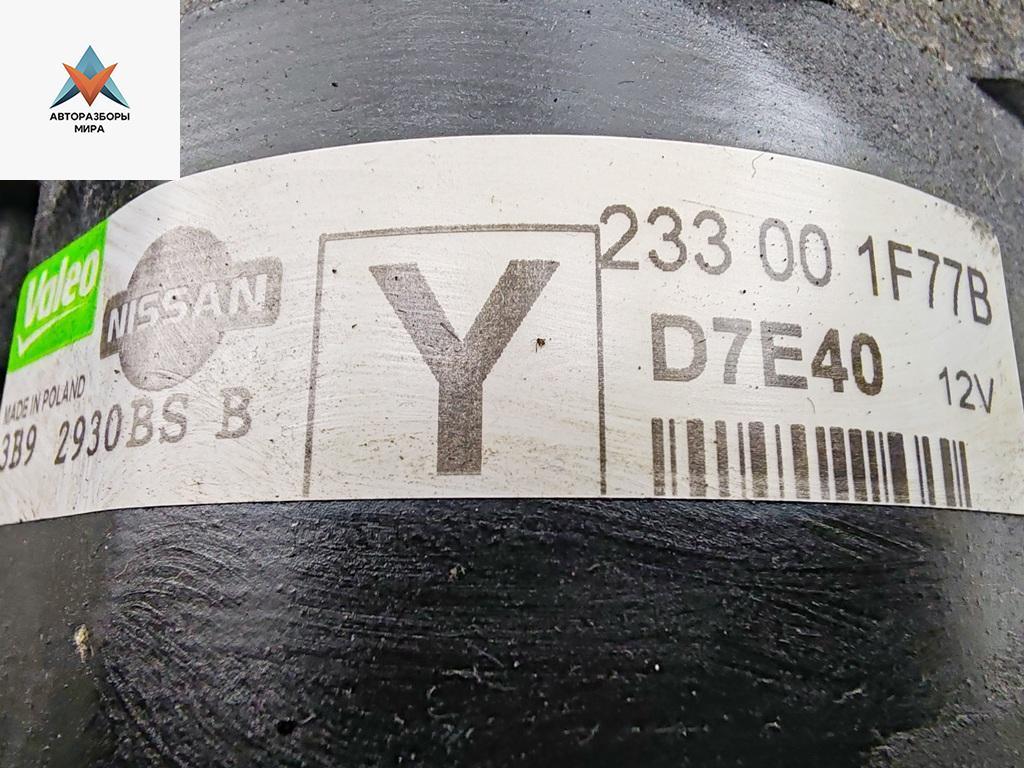 АВТОРАЗБОРЫ
МИРА
Valeo
NISSAN
MADE IN POLAND
3B9 2930BS B
Y
233 00 1F77B
D7E40
12V